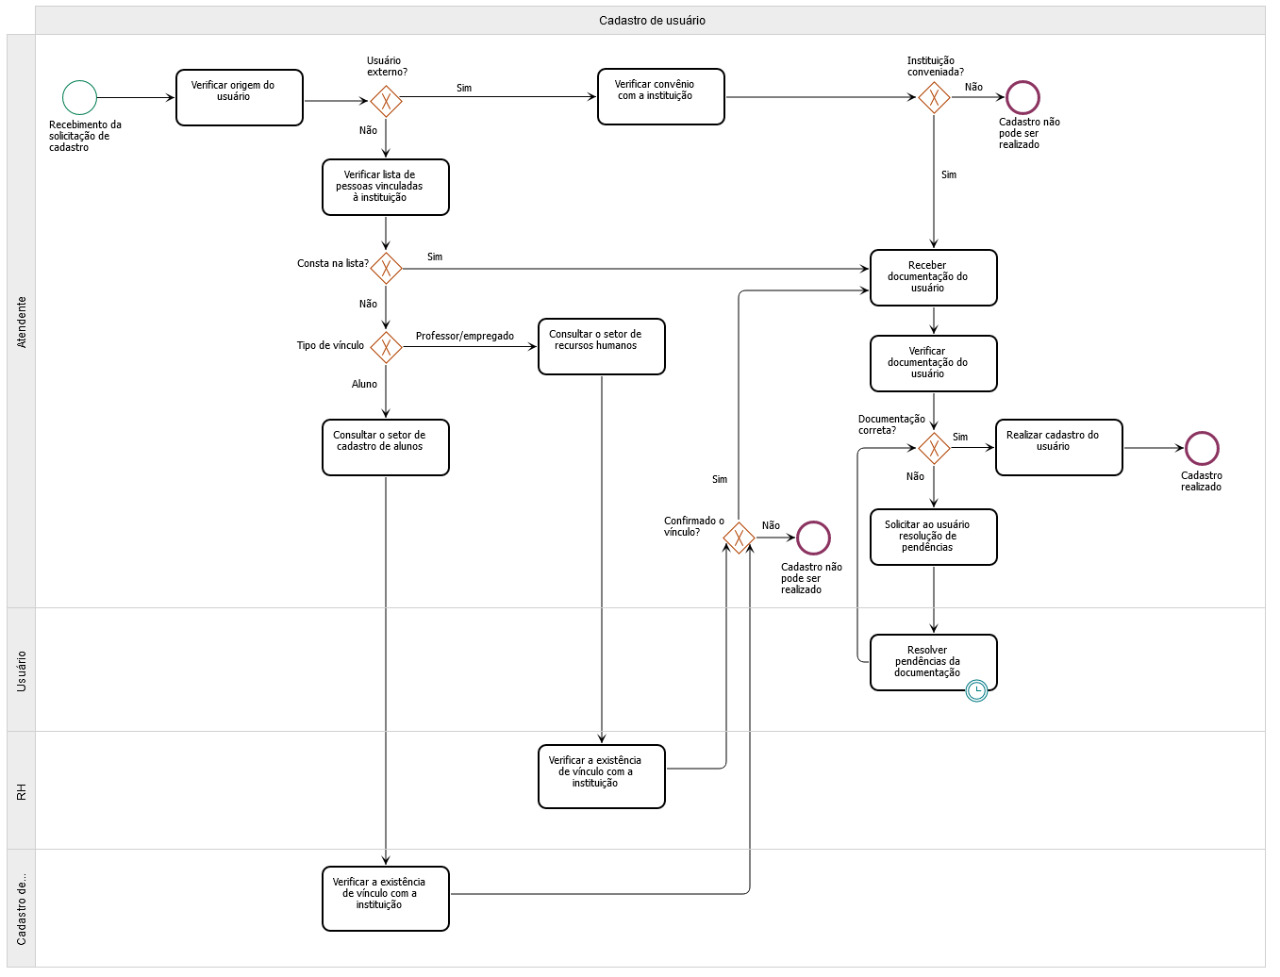 Cadastro de usuário
Atendente
Recebimento da
solicitação de
cadastro
Verificar origem do
usuário
Usuário
externo?
Sim
Não
Verificar convênio
com a instituição
Instituição
conveniada?
Não
Cadastro não
pode ser
realizado
Sim
Verificar lista de
pessoas vinculadas
à instituição
Consta na lista?
Sim
Não
Receber
documentação do
usuário
Tipo de vínculo
Professor/empregado
Aluno
Consultar o setor de
recursos humanos
Verificar
documentação do
usuário
Consultar o setor de
cadastro de alunos
Documentação
correta?
Sim
Não
Realizar cadastro do
usuário
Cadastro
realizado
Sim
Confirmado o
vínculo?
Não
Cadastro não
pode ser
realizado
Solicitar ao usuário
resolução de
pendências
Usuário
Resolver
pendências da
documentação
RH
Verificar a existência
de vínculo com a
instituição
Cadastro de...
Verificar a existência
de vínculo com a
instituição